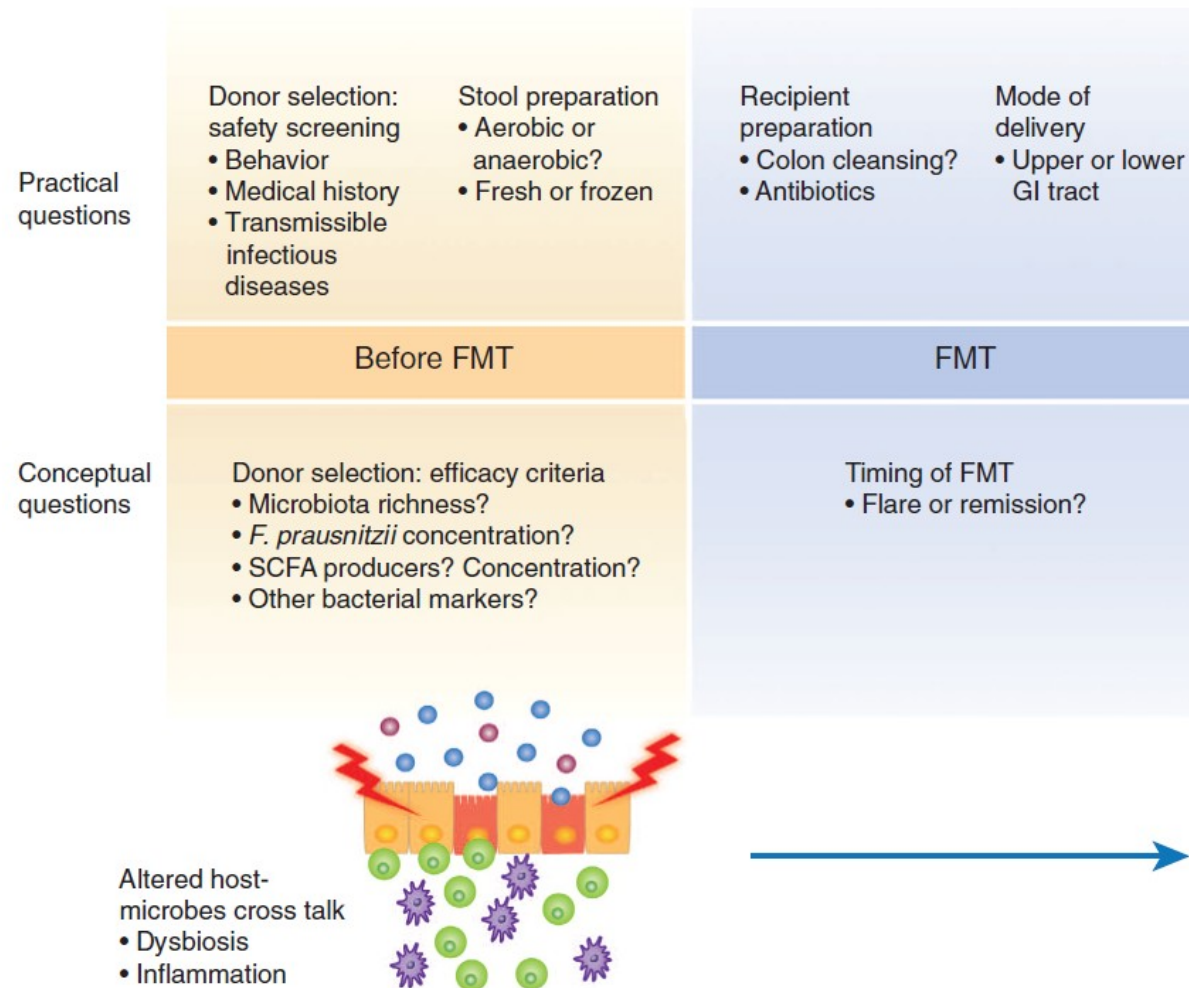 Practical
questions
Donor selection:
safety screening
• Behavior
• Medical history
• Transmissible
infectious
diseases
Stool preparation
• Aerobic or
anaerobic?
• Fresh or frozen
Recipient
preparation
• Colon cleansing?
• Antibiotics
Mode of
delivery
• Upper or lower
GI tract
Before FMT
FMT
Conceptual
questions
Donor selection: efficacy criteria
• Microbiota richness?
• F. prausnitzii concentration?
• SCFA producers? Concentration?
• Other bacterial markers?
Timing of FMT
• Flare or remission?
Altered host-
microbes cross talk
• Dysbiosis
• Inflammation